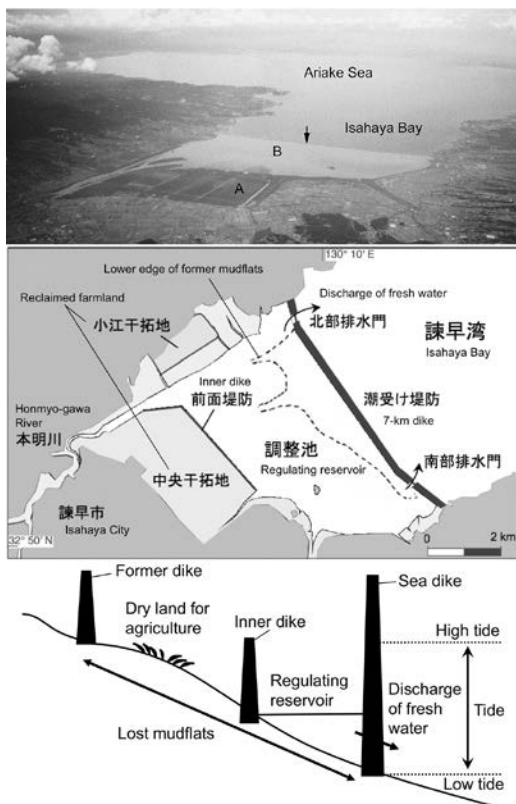 Ariake Sea
Isahaya Bay
B
A
130° 10' E
Lower edge of former mudflats
Reclaimed farmland
Discharge of fresh water
小江干拓地
北部排水門
諫早湾
Isahaya Bay
Inner dike
前面堤防
潮受け堤防
7-km dike
Honmyo-gawa
River
本明川
調整池
Regulating reservoir
南部排水門
中央干拓地
諫早市
Isahaya City
32° 50' N
0
2 km
Former dike
Sea dike
Dry land for
agriculture
Inner dike
High tide
Regulating
reservoir
Discharge
of fresh
water
Tide
Lost mudflats
Low tide